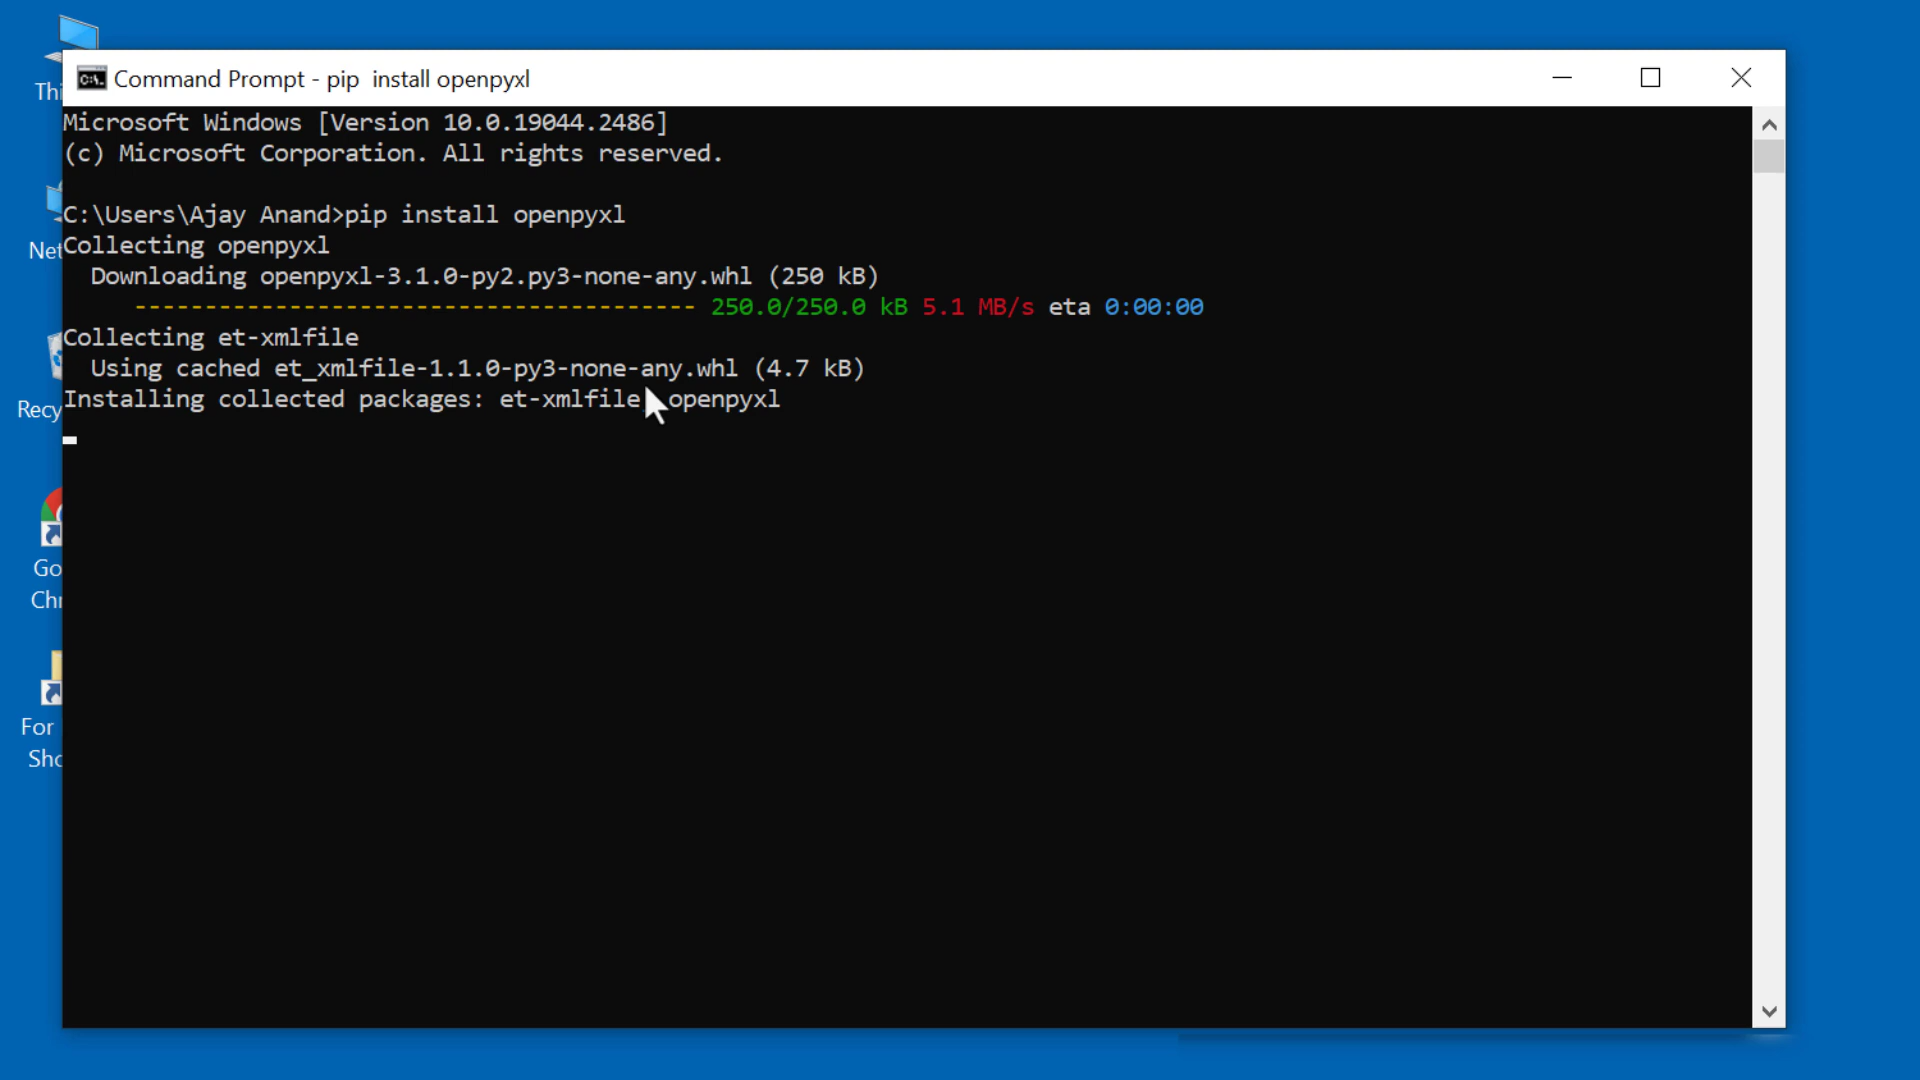 Command Prompt - pip  install openpyxl
Microsoft Windows [Version 10.0.19044.2486]
(c) Microsoft Corporation. All rights reserved.
C:\Users\Ajay Anand>pip install openpyxl
Collecting openpyxl
Downloading openpyxl-3.1.0-py2.py3-none-any.whl (250 kB)
---------------------------------------- 250.0/250.0 kB 5.1 MB/s eta 0:00:00
Collecting et-xmlfile
Using cached et_xmlfile-1.1.0-py3-none-any.whl (4.7 kB)
Installing collected packages: et-xmlfile, openpyxl
Thi
Net
Recy
Go
Chr
For
Sho